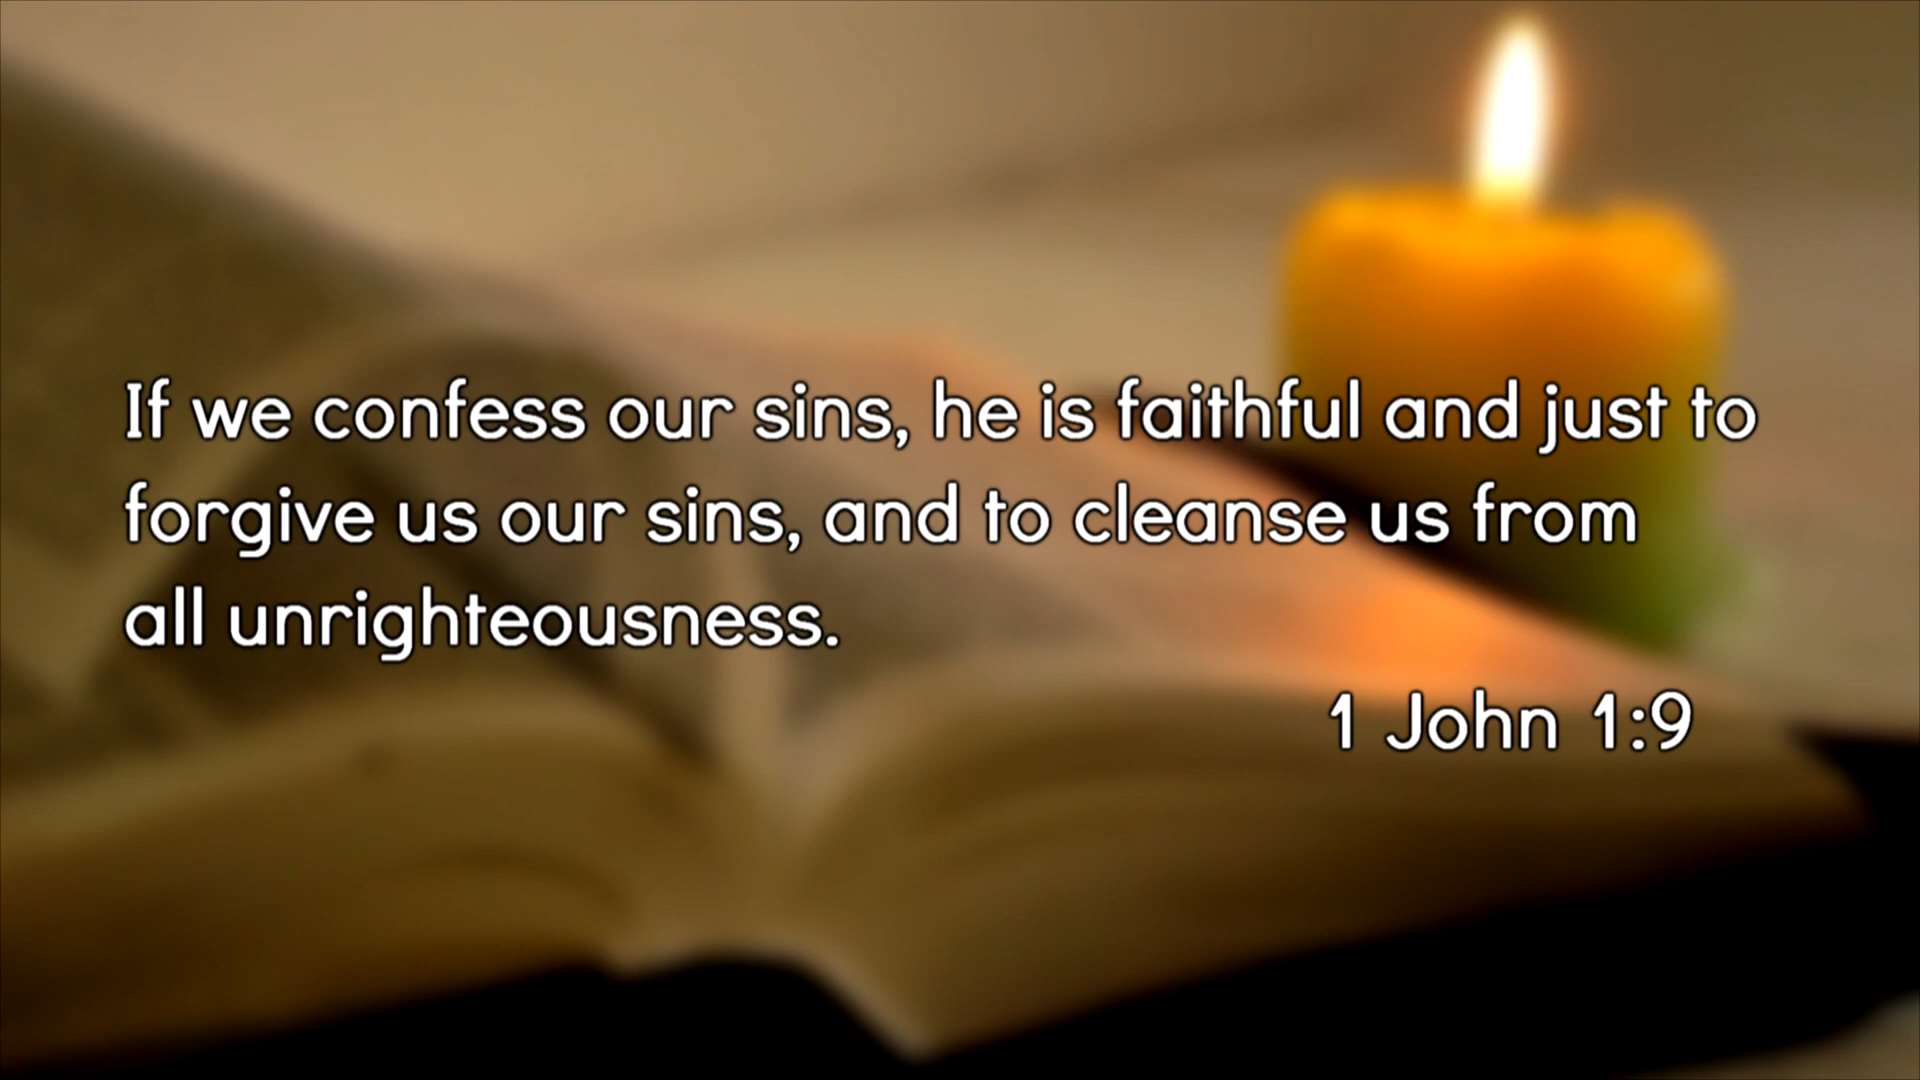 If we confess our sins, he is faithful and just to
forgive us our sins, and to cleanse us from
all unrighteousness.
1 John 1:9